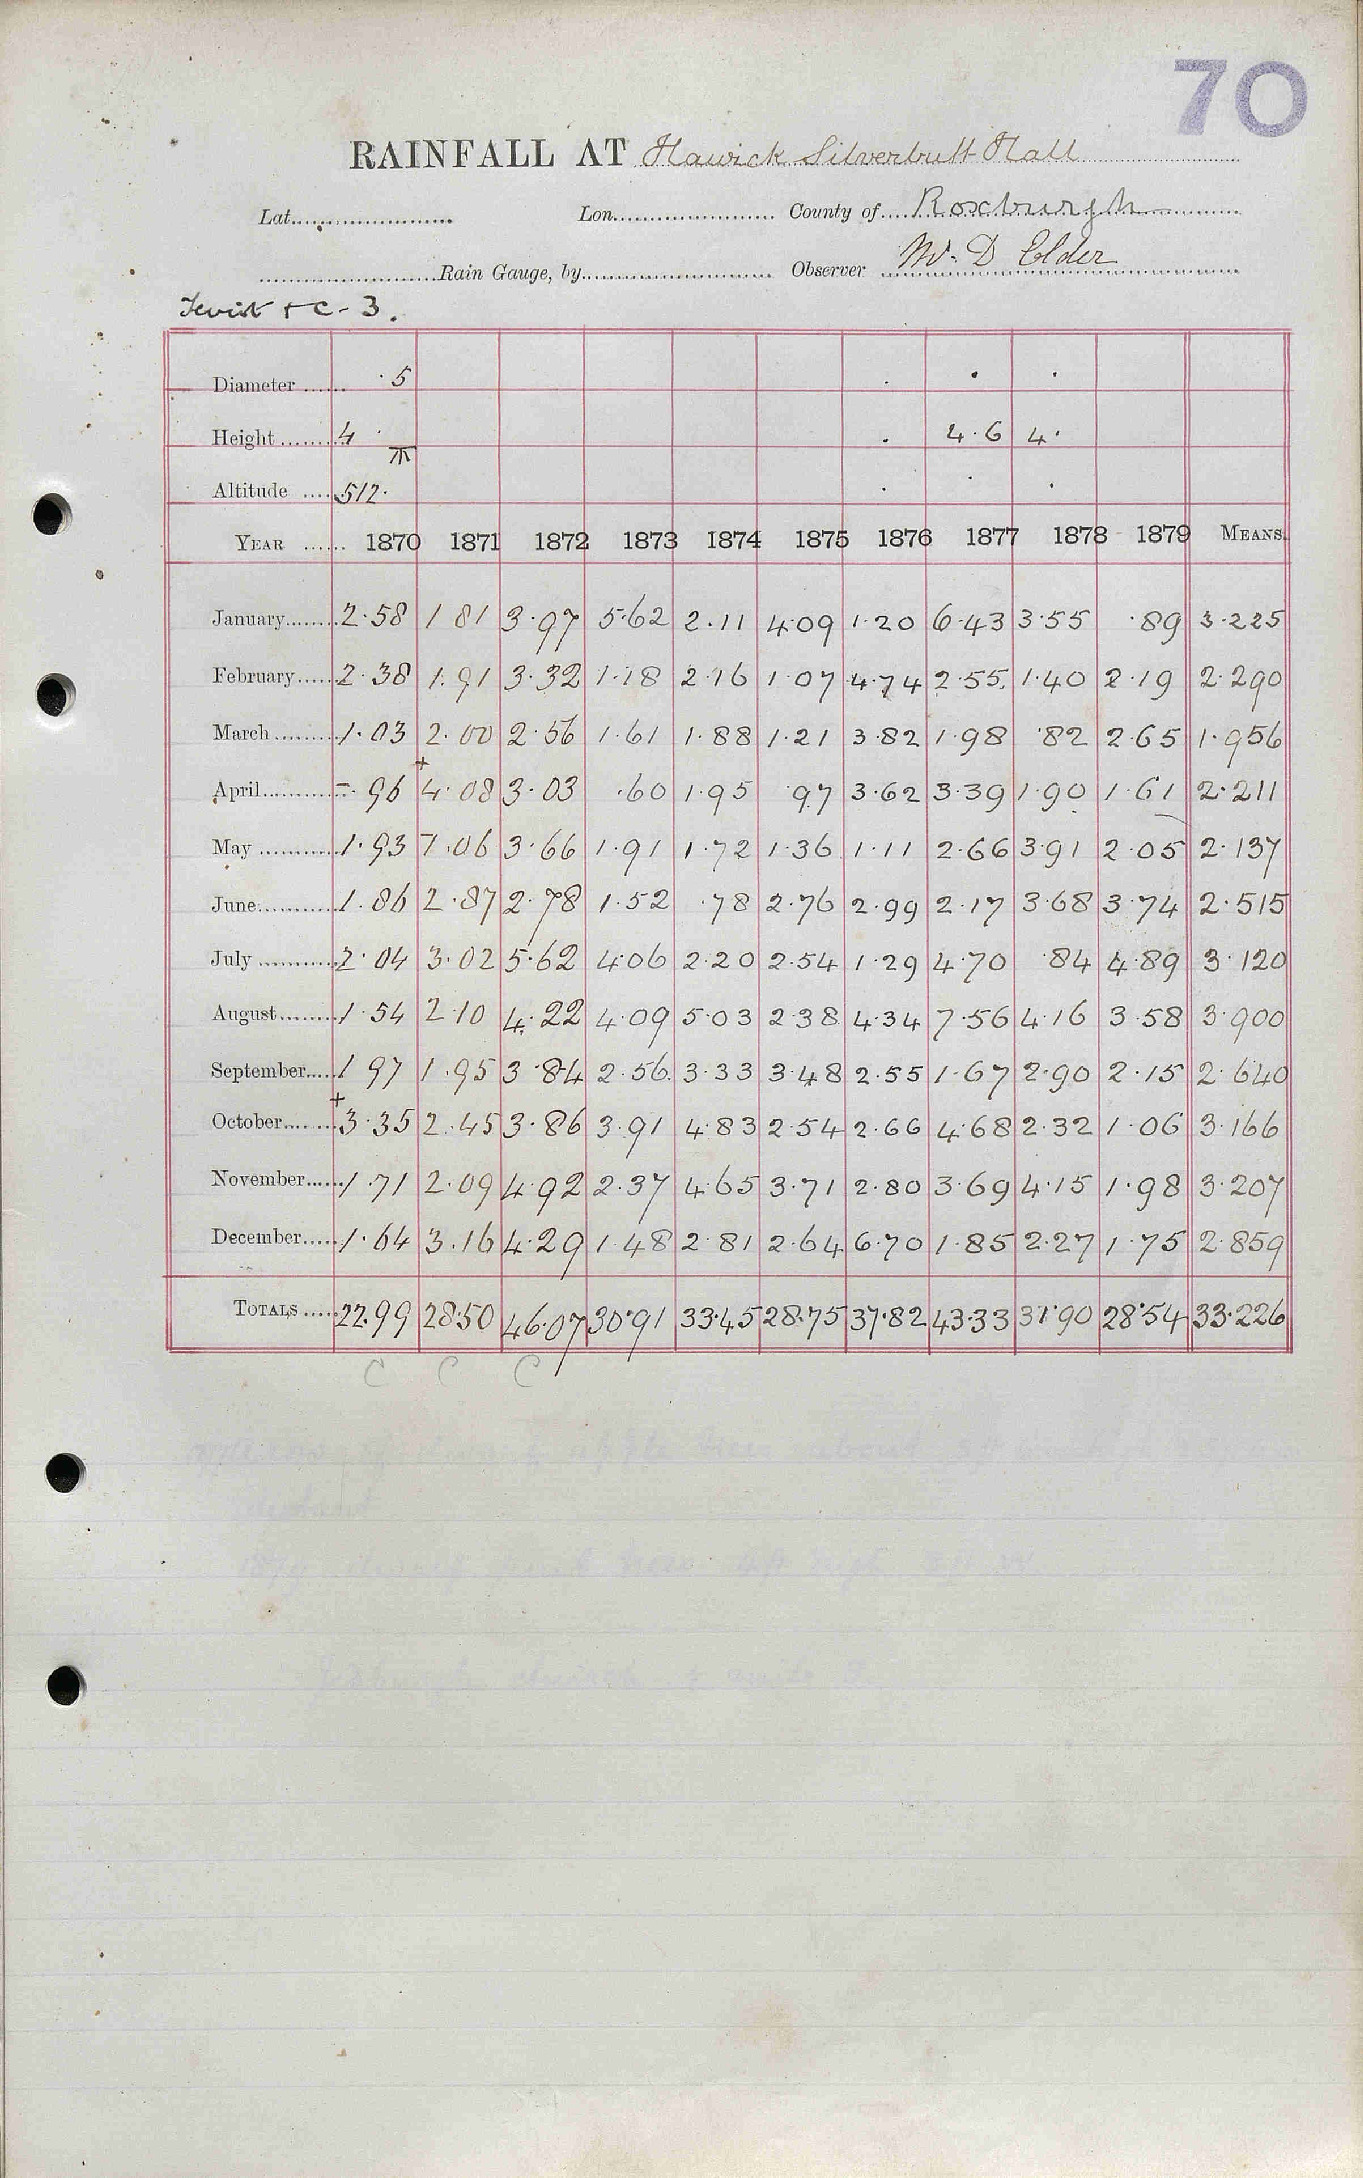 70
RAINFALL AT Hawick Silverbutt Hall
Lat. Lon. County of Roxburgh
Rain Gauge, by Observer Mr. D Elder
Teviot & C - 3.
Diameter 5
Height 4 4.6 4
Altitude 512
YEAR 1870 1871 1872 1873 1874 1875 1876 1877 1878 1879 MEANS
January 2.58 1.81 3.97 5.62 2.11 4.09 1.20 6.43 3.55 .89 3.225
February 2.38 1.91 3.32 1.18 2.16 1.07 4.74 2.55 1.40 2.19 2.290
March 1.03 2.00 2.56 1.61 1.88 1.21 3.82 1.98 .82 2.65 1.956
April .96 4.08 3.03 .60 1.95 .97 3.62 3.39 1.90 1.61 2.211
May 1.93 1.06 3.66 1.91 1.72 1.36 1.11 2.66 3.91 2.05 2.137
June 1.86 2.87 2.78 1.52 .78 2.76 2.99 2.17 3.68 3.74 2.515
July 2.04 3.02 5.62 4.06 2.20 2.54 1.29 4.70 .84 4.89 3.120
August 1.54 2.10 4.22 4.09 5.03 2.38 4.34 7.56 4.16 3.58 3.900
September 1.97 1.95 3.84 2.56 3.33 3.48 2.55 1.67 2.90 2.15 2.640
October 3.35 2.45 3.86 3.91 4.83 2.54 2.66 4.68 2.32 1.06 3.166
November 1.71 2.09 4.92 2.37 4.65 3.71 2.80 3.69 4.15 1.98 3.207
December 1.64 3.16 4.29 1.48 2.81 2.64 6.70 1.85 2.27 1.75 2.859
TOTALS 22.99 28.50 46.07 30.91 33.45 28.75 37.82 43.33 31.90 28.54 33.226
C C C